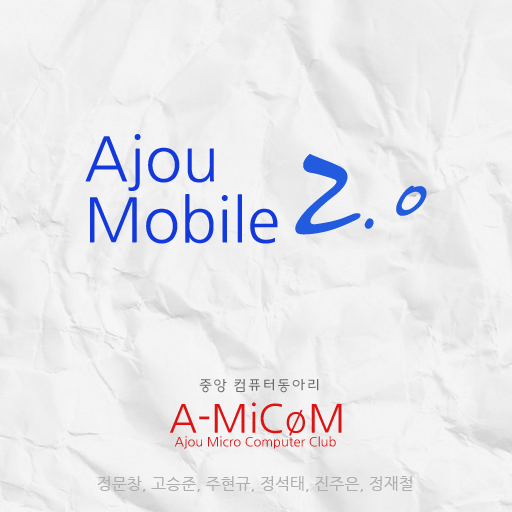 Ajou
Mobile 2.0
중앙 컴퓨터동아리
A-MiCøM
Ajou Micro Computer Club
정문창, 고승준, 주현규, 정석태, 진주은, 정재철